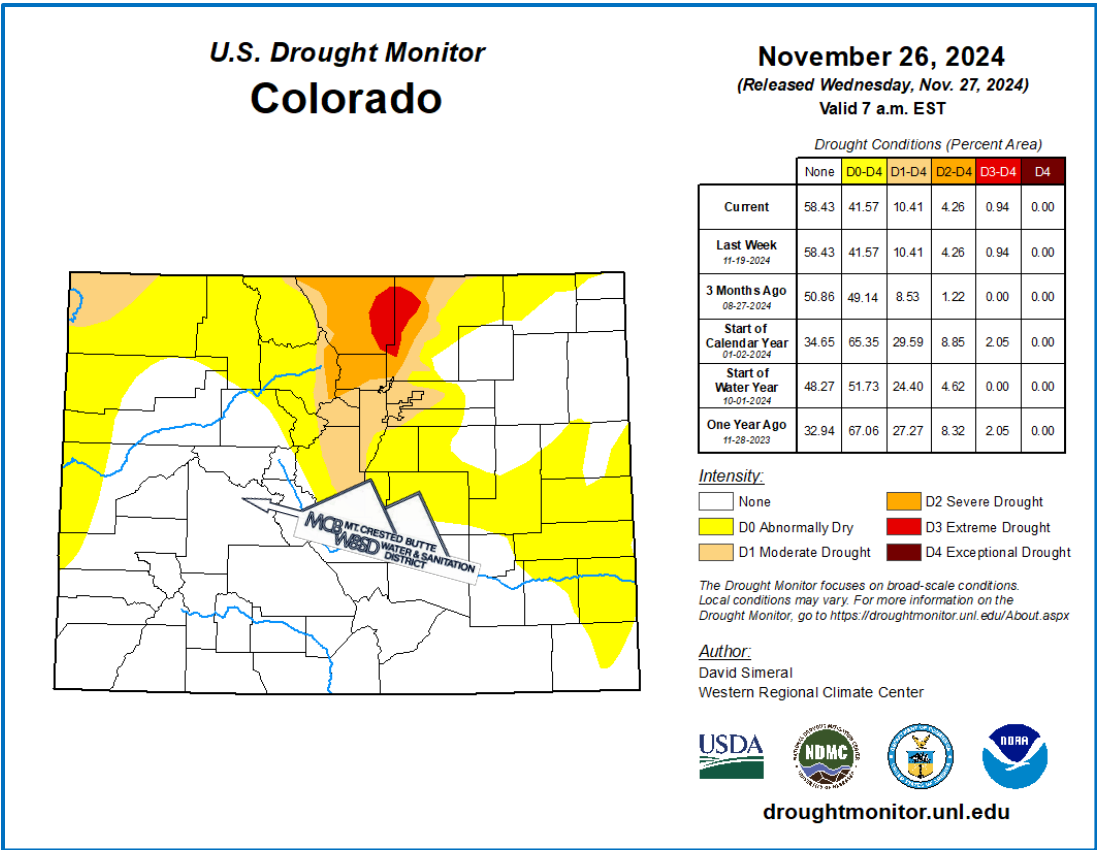 U.S. Drought Monitor
Colorado
November 26, 2024
(Released Wednesday, Nov. 27, 2024)
Valid 7 a.m. EST
Drought Conditions (Percent Area)
None D0-D4 D1-D4 D2-D4 D3-D4 D4
Current 58.43 41.57 10.41 4.26 0.94 0.00
Last Week
11-19-2024 58.43 41.57 10.41 4.26 0.94 0.00
3 Months Ago
08-27-2024 50.86 49.14 8.53 1.22 0.00 0.00
Start of
Calendar Year
01-02-2024 34.65 65.35 29.59 8.85 2.05 0.00
Start of
Water Year
10-01-2024 48.27 51.73 24.40 4.62 0.00 0.00
One Year Ago
11-28-2023 32.94 67.06 27.27 8.32 2.05 0.00
Intensity:
None
D0 Abnormally Dry
D1 Moderate Drought
D2 Severe Drought
D3 Extreme Drought
D4 Exceptional Drought
The Drought Monitor focuses on broad-scale conditions.
Local conditions may vary. For more information on the
Drought Monitor, go to https://droughtmonitor.unl.edu/About.aspx
Author:
David Simeral
Western Regional Climate Center
MCB MT. CRESTED BUTTE
W&SD WATER & SANITATION
DISTRICT
USDA
NDMC
NOAA
droughtmonitor.unl.edu